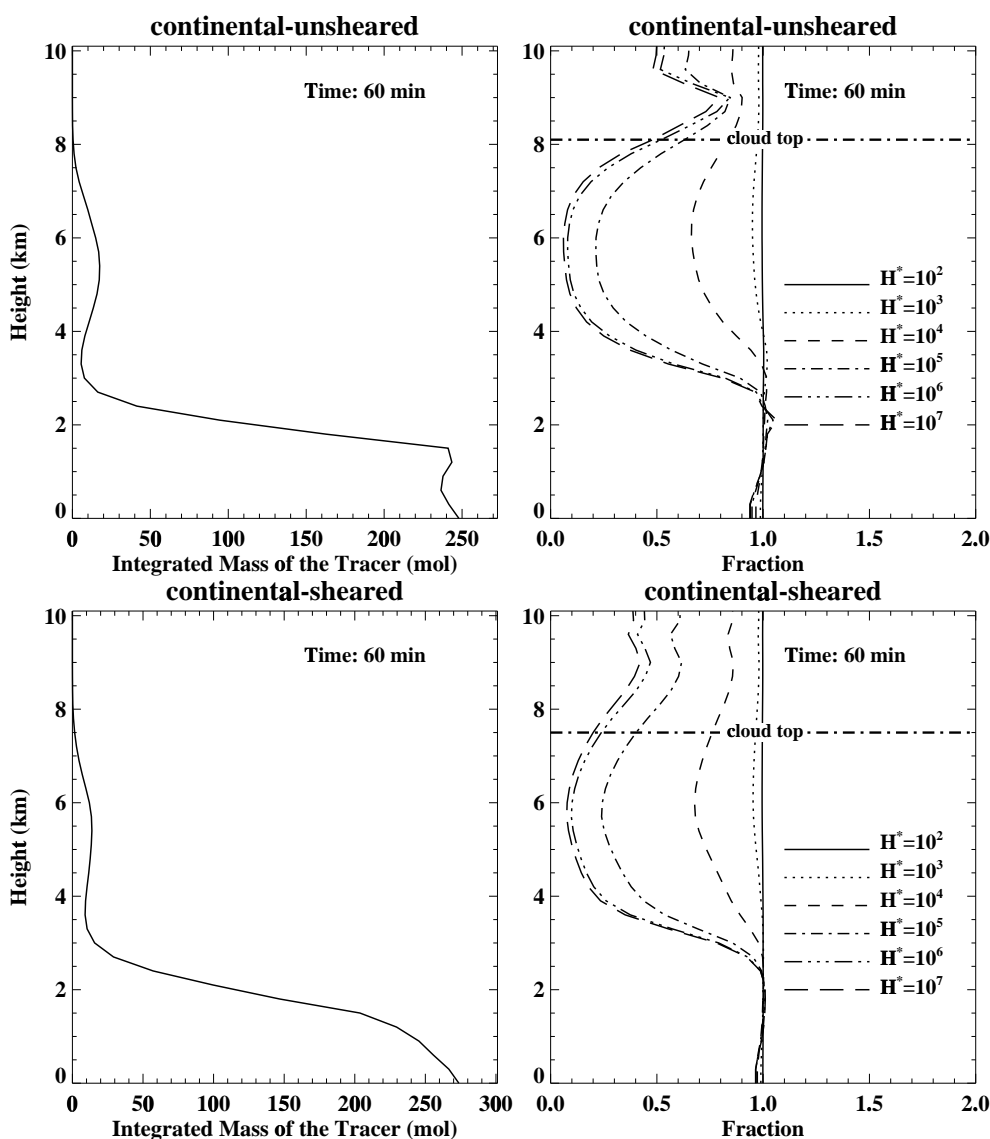 continental-unsheared
10
8
6
4
2
0
Height (km)
Time: 60 min
0 50 100 150 200 250
Integrated Mass of the Tracer (mol)
continental-unsheared
10
8
6
4
2
0
Time: 60 min
cloud top
H*=10²
H*=10³
H*=10⁴
H*=10⁵
H*=10⁶
H*=10⁷
0.0 0.5 1.0 1.5 2.0
Fraction
continental-sheared
10
8
6
4
2
0
Height (km)
Time: 60 min
0 50 100 150 200 250 300
Integrated Mass of the Tracer (mol)
continental-sheared
10
8
6
4
2
0
Time: 60 min
cloud top
H*=10²
H*=10³
H*=10⁴
H*=10⁵
H*=10⁶
H*=10⁷
0.0 0.5 1.0 1.5 2.0
Fraction